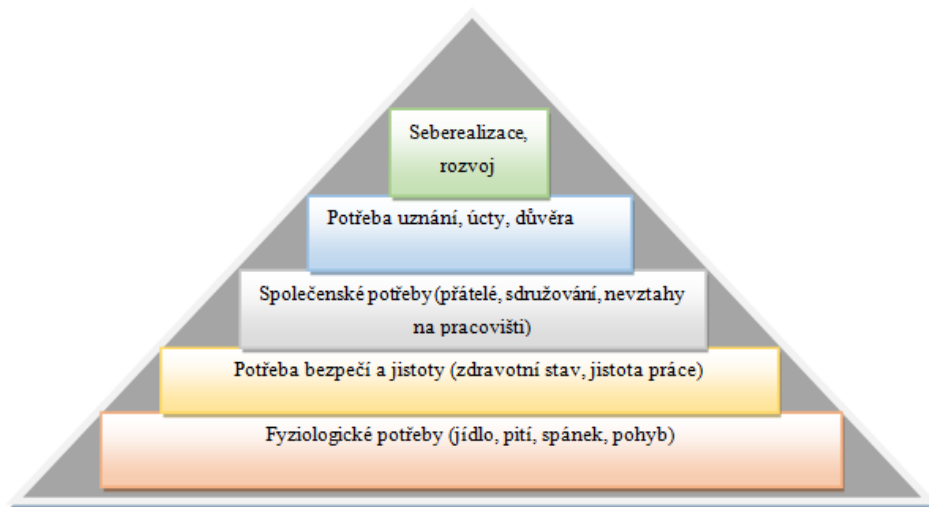 Seberealizace,
rozvoj
Potřeba uznání, úcty, důvěra
Společenské potřeby (přátelé, sdružování, nevztahy
na pracovišti)
Potřeba bezpečí a jistoty (zdravotní stav, jistota práce)
Fyziologické potřeby (jídlo, pití, spánek, pohyb)